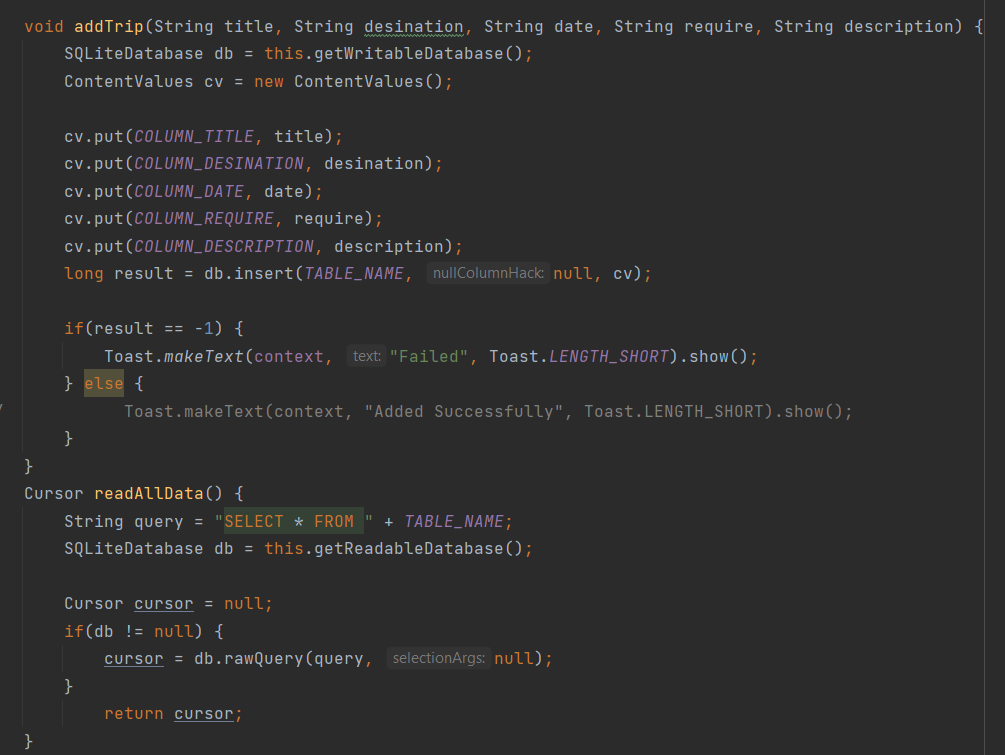 void addTrip(String title, String desination, String date, String require, String description) {
    SQLiteDatabase db = this.getWritableDatabase();
    ContentValues cv = new ContentValues();

    cv.put(COLUMN_TITLE, title);
    cv.put(COLUMN_DESINATION, desination);
    cv.put(COLUMN_DATE, date);
    cv.put(COLUMN_REQUIRE, require);
    cv.put(COLUMN_DESCRIPTION, description);
    long result = db.insert(TABLE_NAME, nullColumnHack: null, cv);

    if(result == -1) {
        Toast.makeText(context, text: "Failed", Toast.LENGTH_SHORT).show();
    } else {
          Toast.makeText(context, "Added Successfully", Toast.LENGTH_SHORT).show();
    }
}
Cursor readAllData() {
    String query = "SELECT * FROM " + TABLE_NAME;
    SQLiteDatabase db = this.getReadableDatabase();

    Cursor cursor = null;
    if(db != null) {
        cursor = db.rawQuery(query, selectionArgs: null);
    }
        return cursor;
}